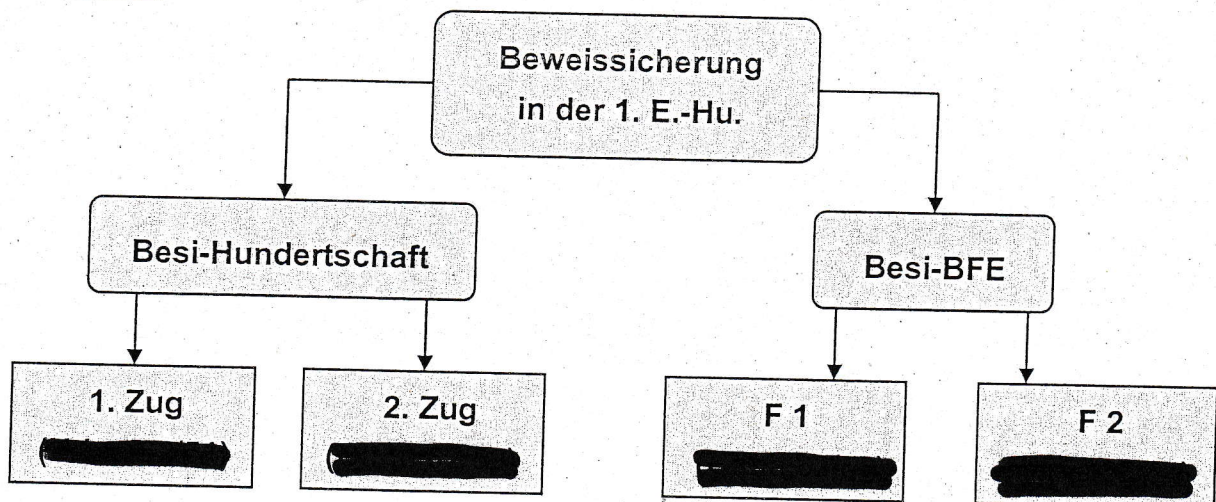 Beweissicherung
in der 1. E.-Hu.
Besi-Hundertschaft
Besi-BFE
1. Zug
2. Zug
F 1
F 2